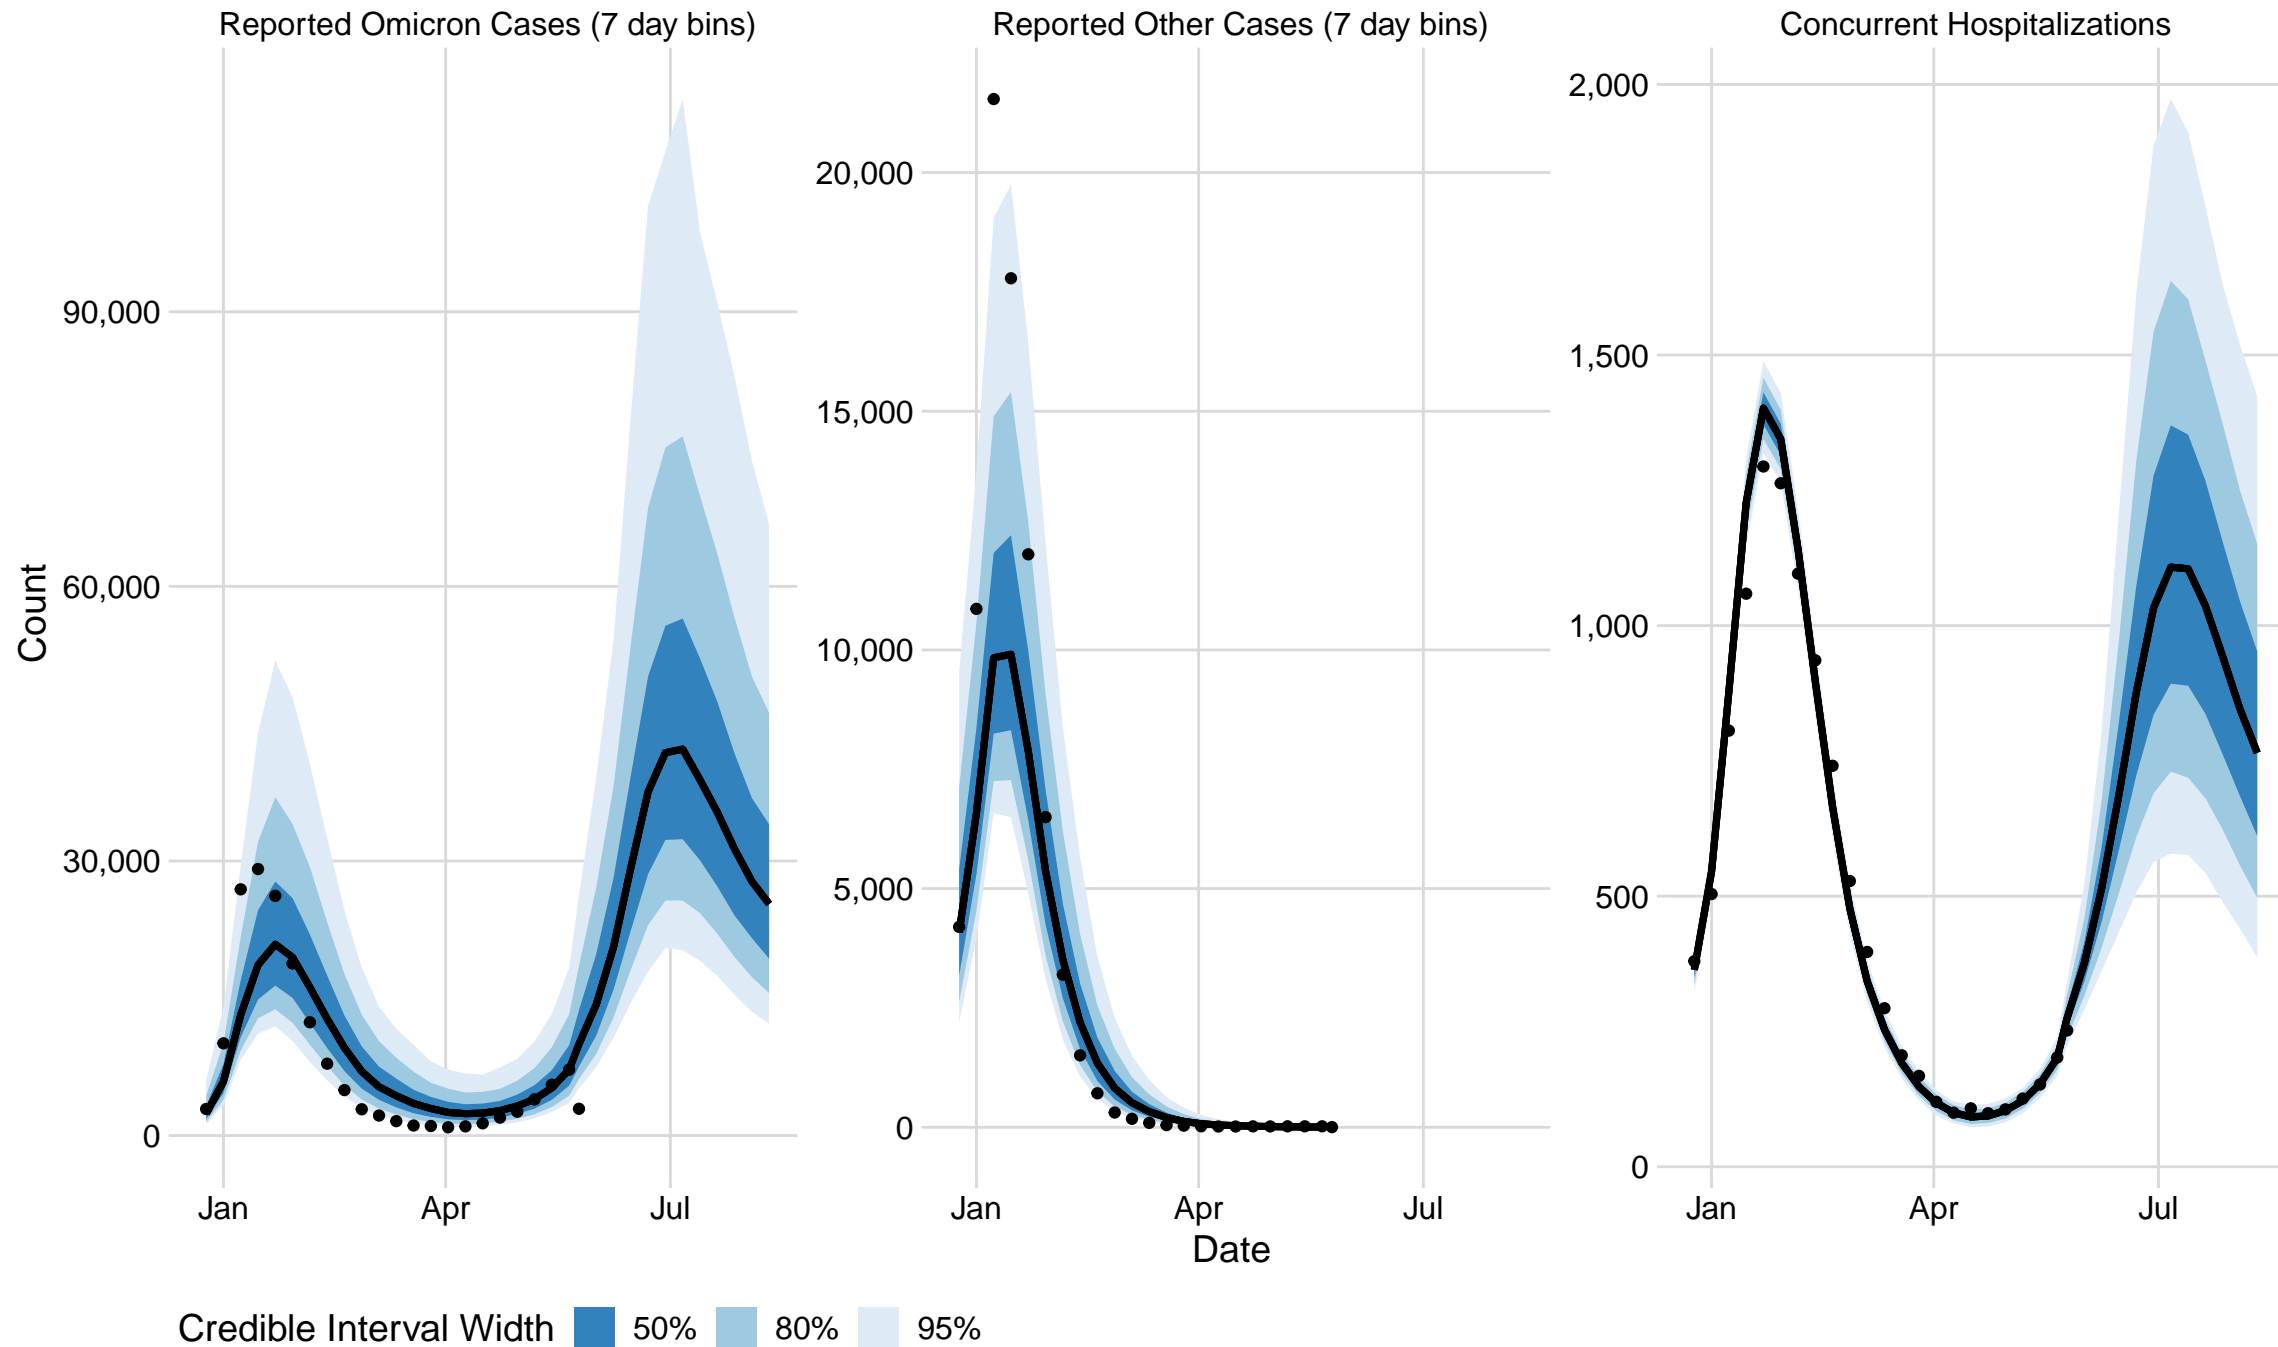 Reported Omicron Cases (7 day bins)
Reported Other Cases (7 day bins)
Concurrent Hospitalizations
Count
90,000
60,000
30,000
0
20,000
15,000
10,000
5,000
0
2,000
1,500
1,000
500
0
Jan Apr Jul
Jan Apr Jul
Jan Apr Jul
Date
Credible Interval Width 50% 80% 95%